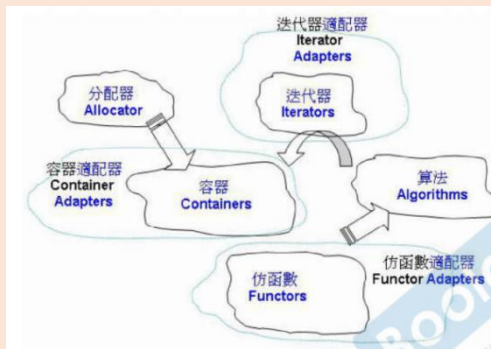 迭代器適配器
Iterator
Adapters
分配器
Allocator
迭代器
Iterators
容器適配器
Container
Adapters
容器
Containers
算法
Algorithms
仿函數
Functors
仿函數適配器
Functor Adapters